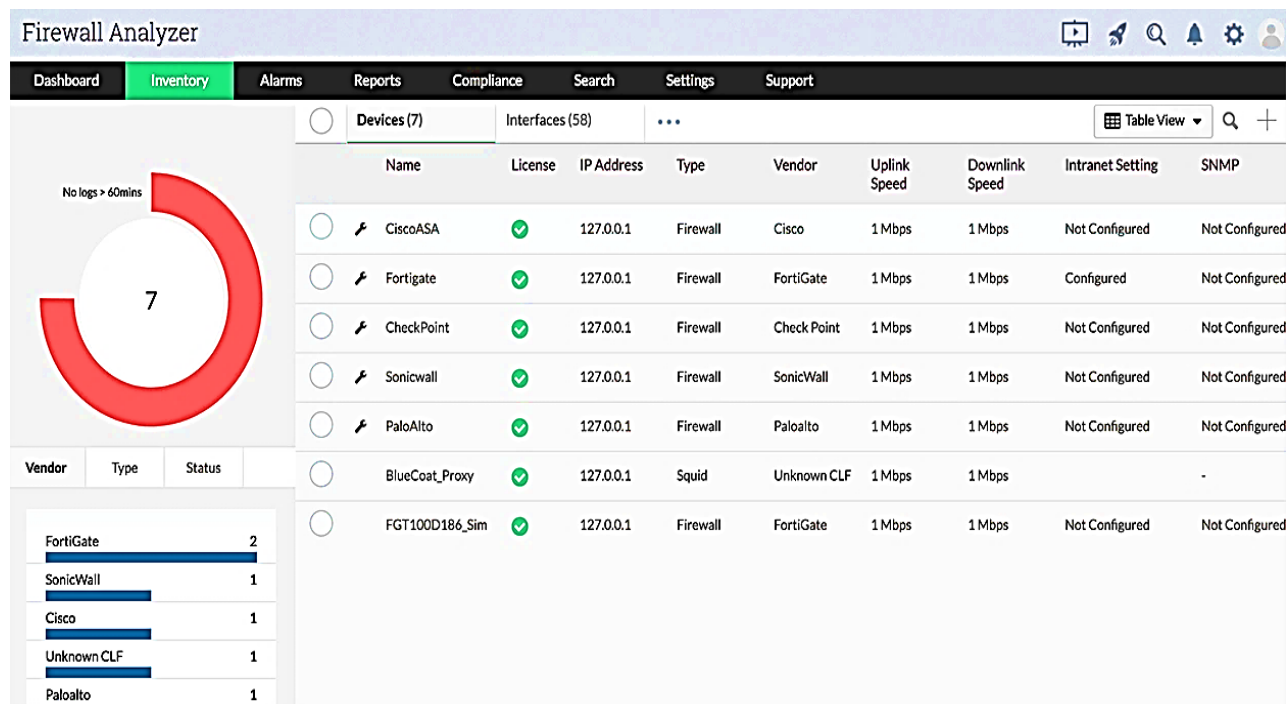 Firewall Analyzer
Dashboard Inventory Alarms Reports Compliance Search Settings Support
No logs > 60mins
7
Vendor Type Status
FortiGate 2
SonicWall 1
Cisco 1
Unknown CLF 1
Paloalto 1
Devices (7) Interfaces (58) ••• Table View
Name License IP Address Type Vendor Uplink Speed Downlink Speed Intranet Setting SNMP
CiscoASA 127.0.0.1 Firewall Cisco 1 Mbps 1 Mbps Not Configured Not Configured
Fortigate 127.0.0.1 Firewall FortiGate 1 Mbps 1 Mbps Configured Not Configured
CheckPoint 127.0.0.1 Firewall Check Point 1 Mbps 1 Mbps Not Configured Not Configured
Sonicwall 127.0.0.1 Firewall SonicWall 1 Mbps 1 Mbps Not Configured Not Configured
PaloAlto 127.0.0.1 Firewall Paloalto 1 Mbps 1 Mbps Not Configured Not Configured
BlueCoat_Proxy 127.0.0.1 Squid Unknown CLF 1 Mbps 1 Mbps -
FGT100D186_Sim 127.0.0.1 Firewall FortiGate 1 Mbps 1 Mbps Not Configured Not Configured